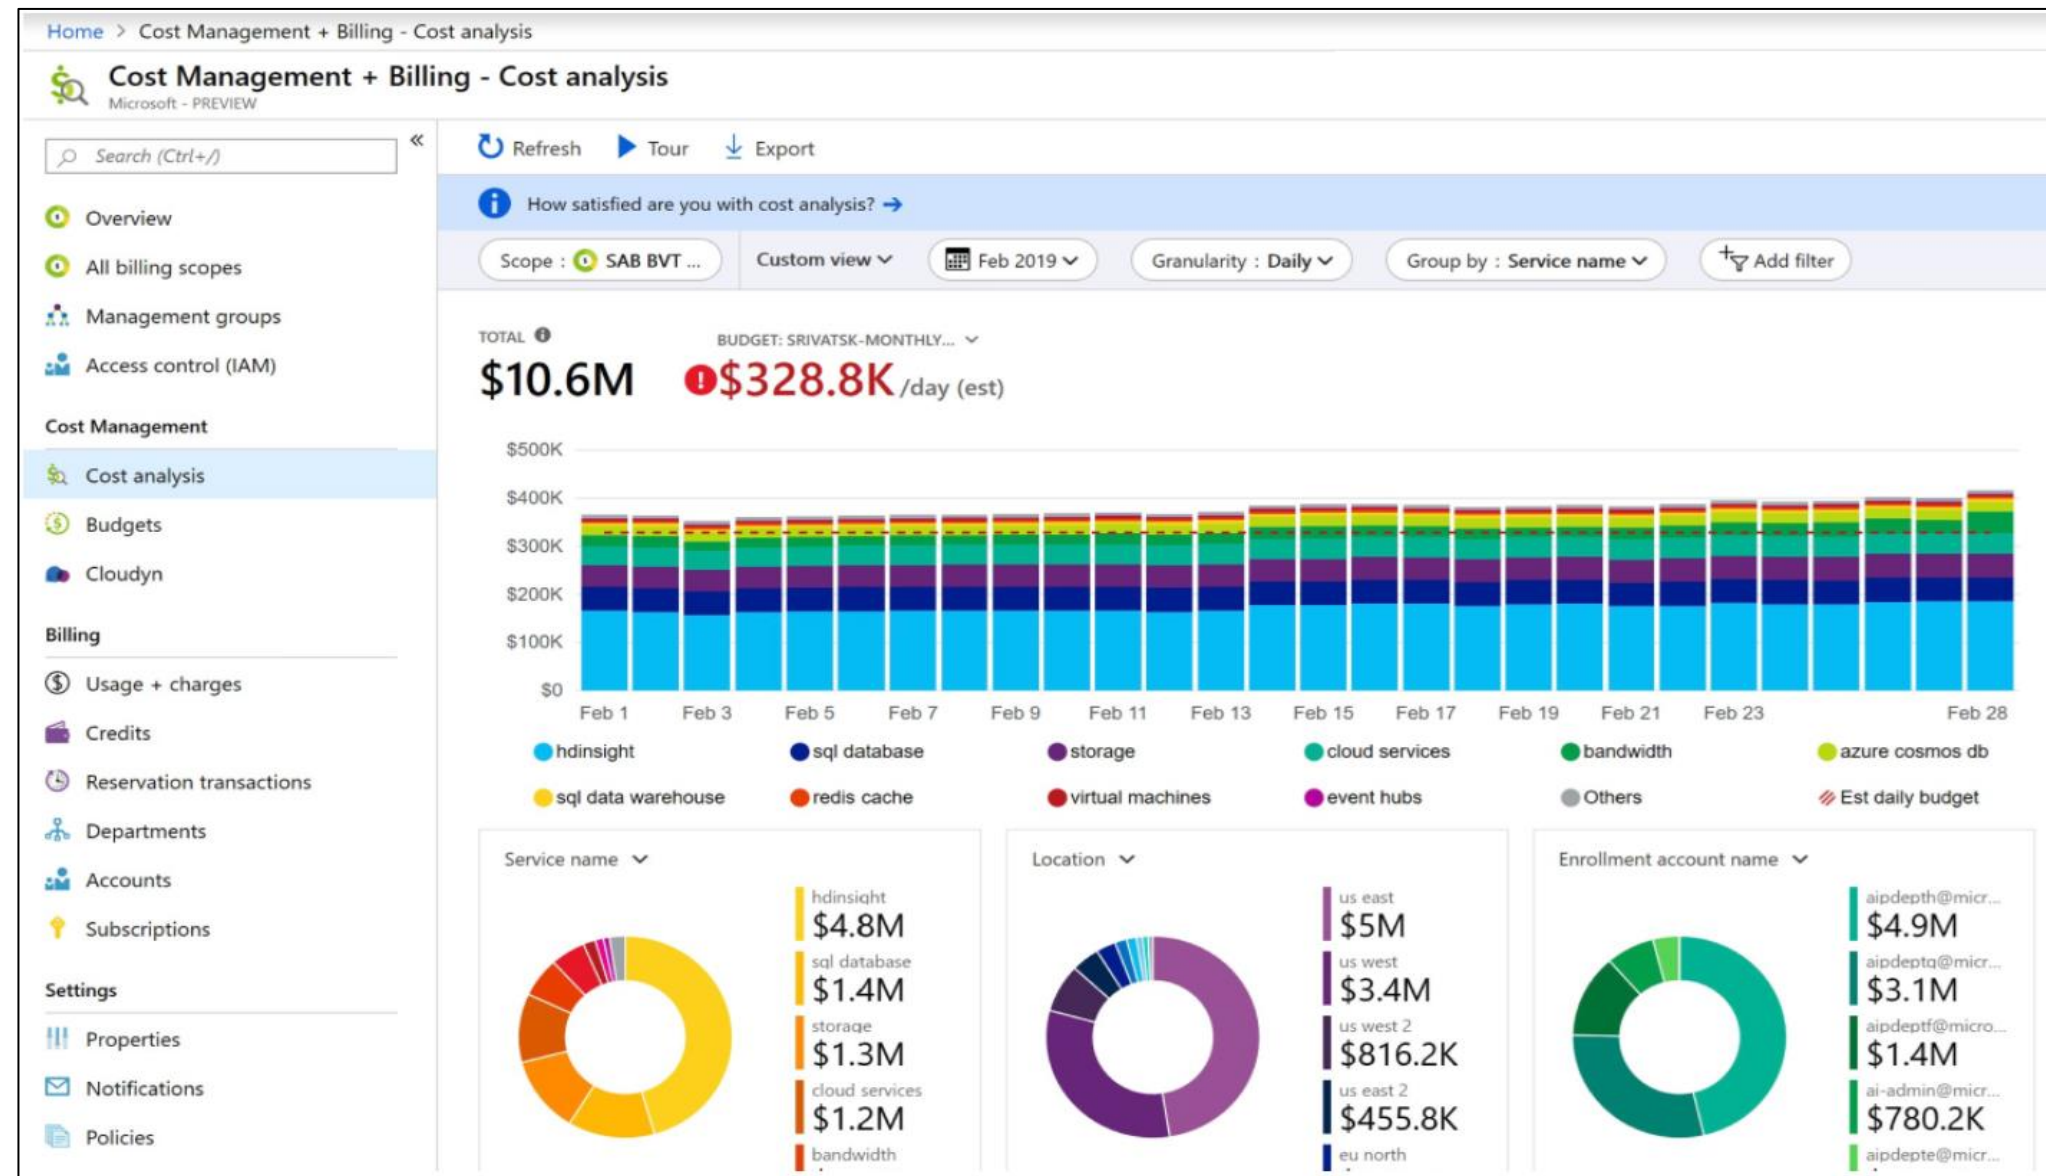 Home > Cost Management + Billing - Cost analysis
Cost Management + Billing - Cost analysis
Microsoft - PREVIEW
Search (Ctrl+/)
«
Overview
All billing scopes
Management groups
Access control (IAM)
Cost Management
Cost analysis
Budgets
Cloudyn
Billing
Usage + charges
Credits
Reservation transactions
Departments
Accounts
Subscriptions
Settings
Properties
Notifications
Policies
Refresh Tour Export
How satisfied are you with cost analysis? →
Scope : SAB BVT ... Custom view Feb 2019 Granularity : Daily Group by : Service name Add filter
TOTAL BUDGET: SRIVATSK-MONTHLY...
$10.6M $328.8K /day (est)
$500K
$400K
$300K
$200K
$100K
$0
Feb 1 Feb 3 Feb 5 Feb 7 Feb 9 Feb 11 Feb 13 Feb 15 Feb 17 Feb 19 Feb 21 Feb 23 Feb 28
hdinsight sql database storage cloud services bandwidth azure cosmos db
sql data warehouse redis cache virtual machines event hubs Others Est daily budget
Service name
hdinsight
$4.8M
sql database
$1.4M
storage
$1.3M
cloud services
$1.2M
bandwidth
Location
us east
$5M
us west
$3.4M
us west 2
$816.2K
us east 2
$455.8K
eu north
Enrollment account name
aipdepth@micr...
$4.9M
aipdeptg@micr...
$3.1M
aipdeptf@micro...
$1.4M
ai-admin@micr...
$780.2K
aipdepte@micr...